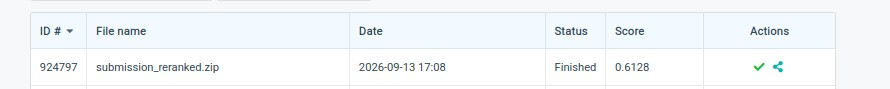 ID # File name Date Status Score Actions
924797 submission_reranked.zip 2026-09-13 17:08 Finished 0.6128